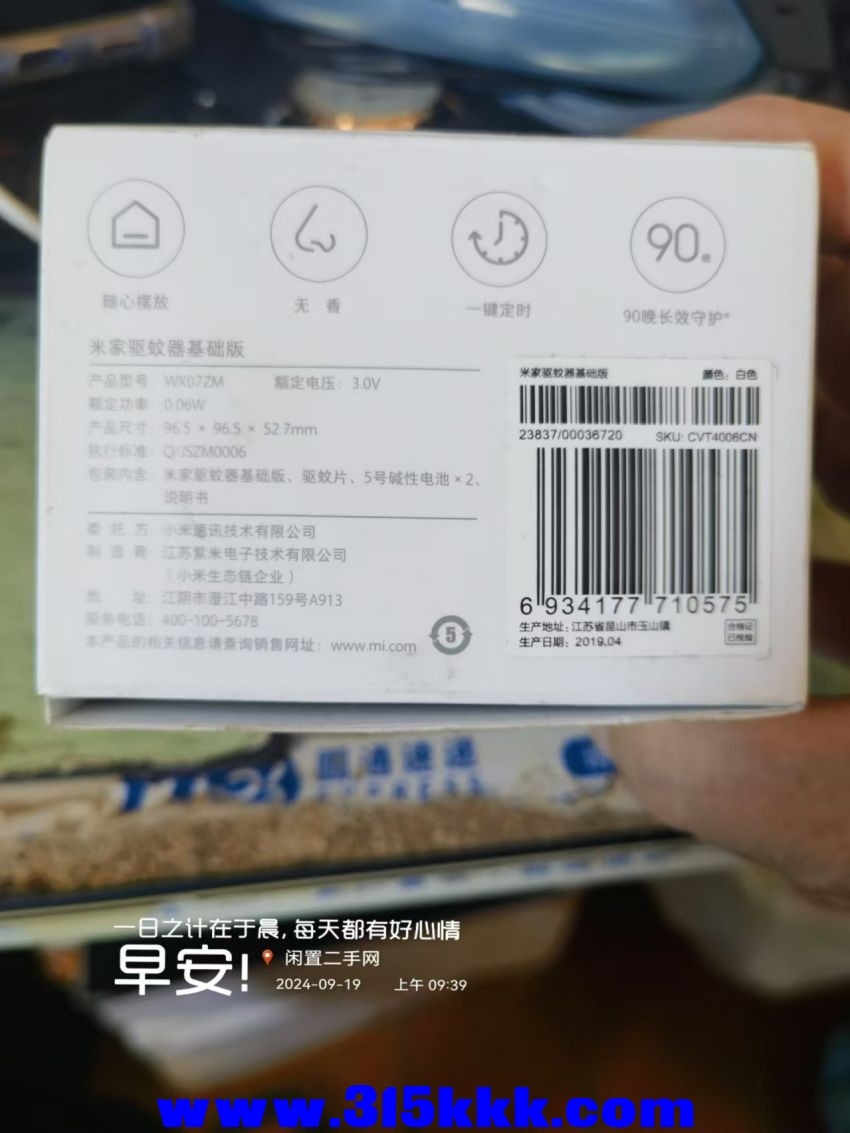 90晚
随心摆放
无 香
一键定时
90晚长效守护*
米家驱蚊器基础版
产品型号：WX07ZM 额定电压：3.0V
额定功率：0.06W
产品尺寸：96.5 × 96.5 × 52.7mm
执行标准：Q/JSZM0006
包装内含：米家驱蚊器基础版、驱蚊片、5号碱性电池×2、
说明书
委 托 方：小米通讯技术有限公司
制 造 商：江苏紫米电子技术有限公司
（小米生态链企业）
地 址：江阴市澄江中路159号A913
服务电话：400-100-5678
本产品的相关信息请查询销售网址：www.mi.com
5
米家驱蚊器基础版 颜色：白色
23837/00036720 SKU: CVT4006CN
6 934177 710575
生产地址：江苏省昆山市玉山镇
生产日期：2019.04
合格证
已检验
圆通速递
一日之计在于晨，每天都有好心情
早安!
闲置二手网
2024-09-19 上午 09:39
www.315kkk.com